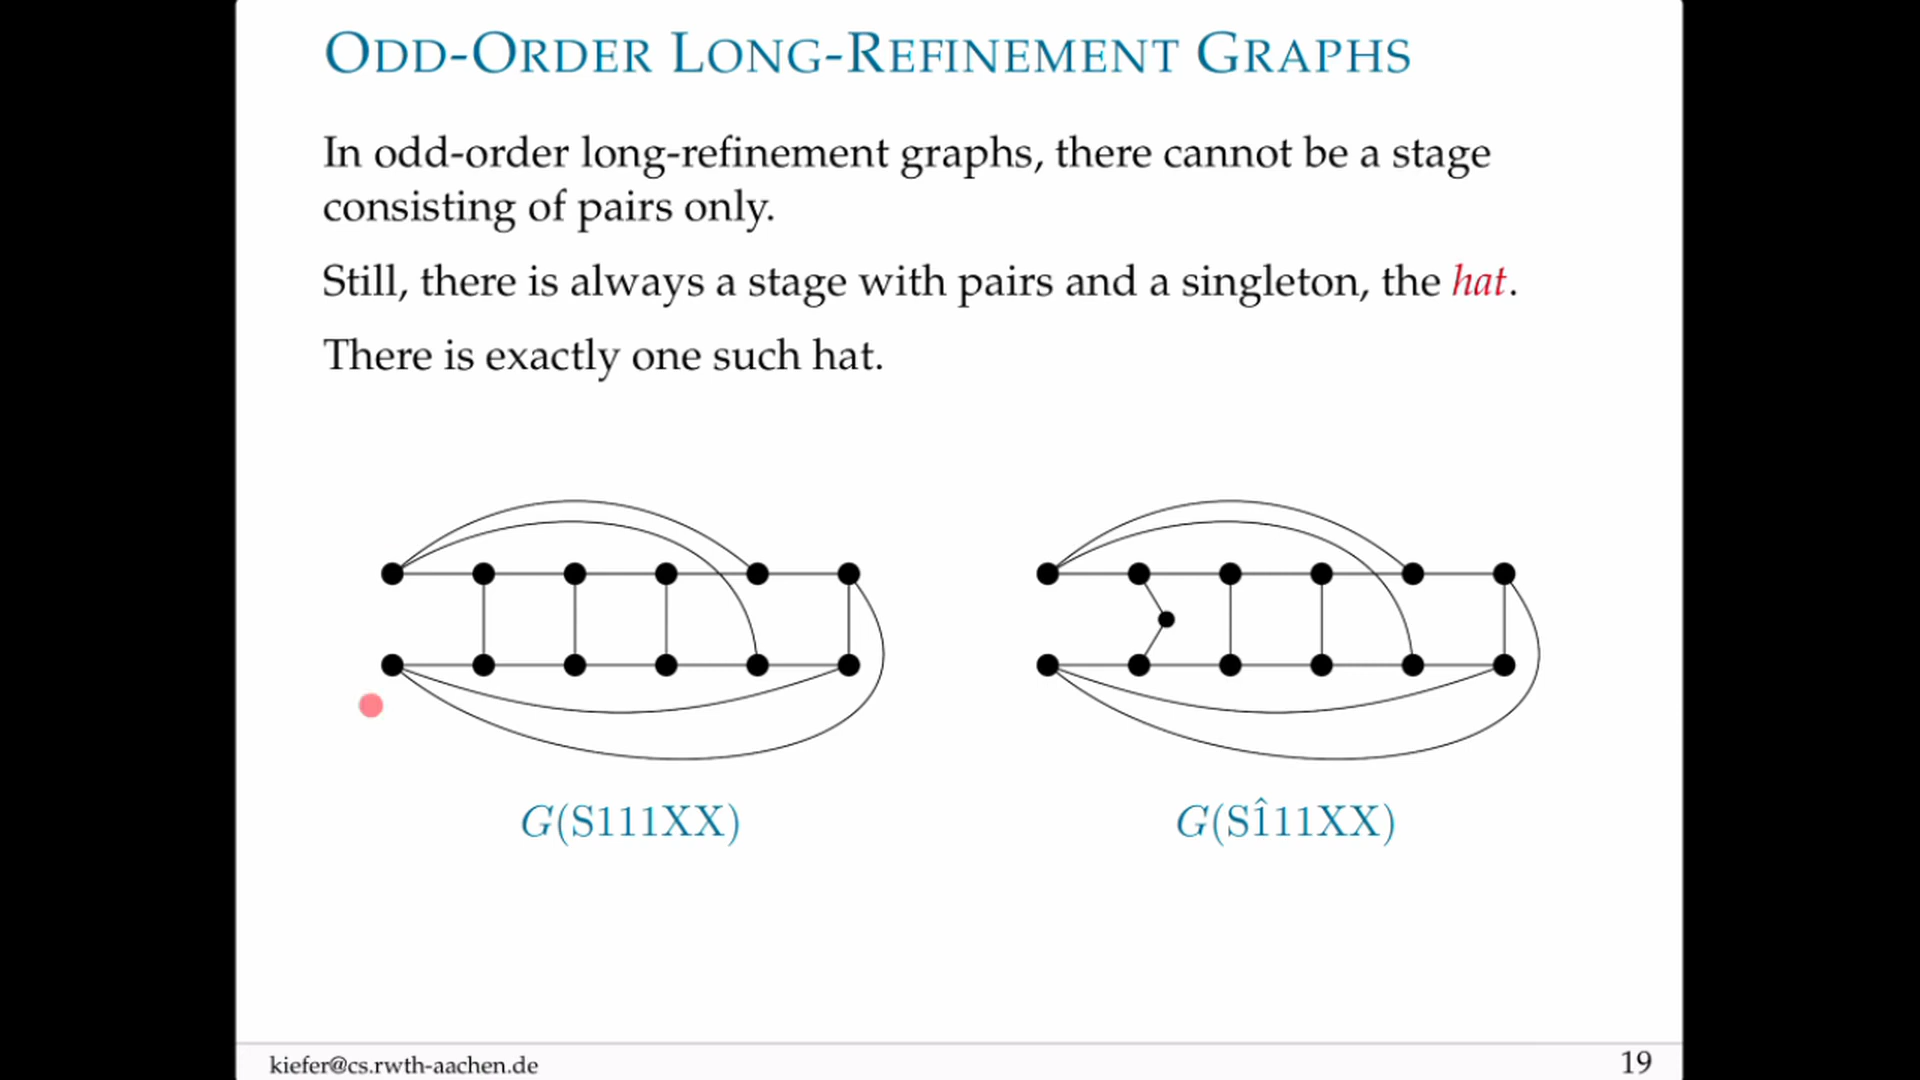 ODD-ORDER LONG-REFINEMENT GRAPHS
In odd-order long-refinement graphs, there cannot be a stage
consisting of pairs only.
Still, there is always a stage with pairs and a singleton, the hat.
There is exactly one such hat.
G(S111XX)
G(S1̂11XX)
kiefer@cs.rwth-aachen.de
19